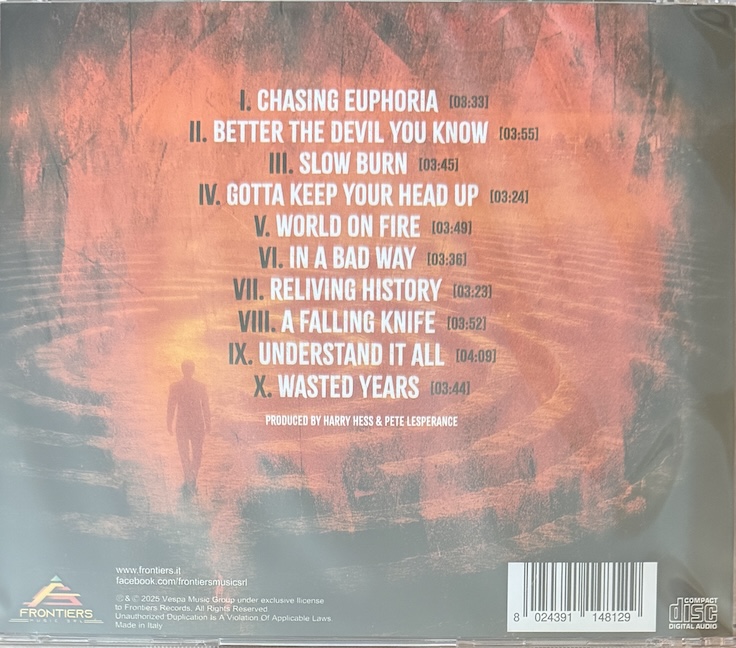 I. CHASING EUPHORIA [03:33]
II. BETTER THE DEVIL YOU KNOW [03:55]
III. SLOW BURN [03:45]
IV. GOTTA KEEP YOUR HEAD UP [03:24]
V. WORLD ON FIRE [03:49]
VI. IN A BAD WAY [03:36]
VII. RELIVING HISTORY [03:23]
VIII. A FALLING KNIFE [03:52]
IX. UNDERSTAND IT ALL [04:09]
X. WASTED YEARS [03:44]
PRODUCED BY HARRY HESS & PETE LESPERANCE
www.frontiers.it
facebook.com/frontiersmusicsrl
℗ & © 2025 Vespa Music Group under exclusive llicense
to Frontiers Records, All Rights Reserved
Unauthorized Duplication Is A Violation Of Applicable Laws.
Made in Italy
FRONTIERS
MUSIC SRL
8 024391 148129
COMPACT
disc
DIGITAL AUDIO